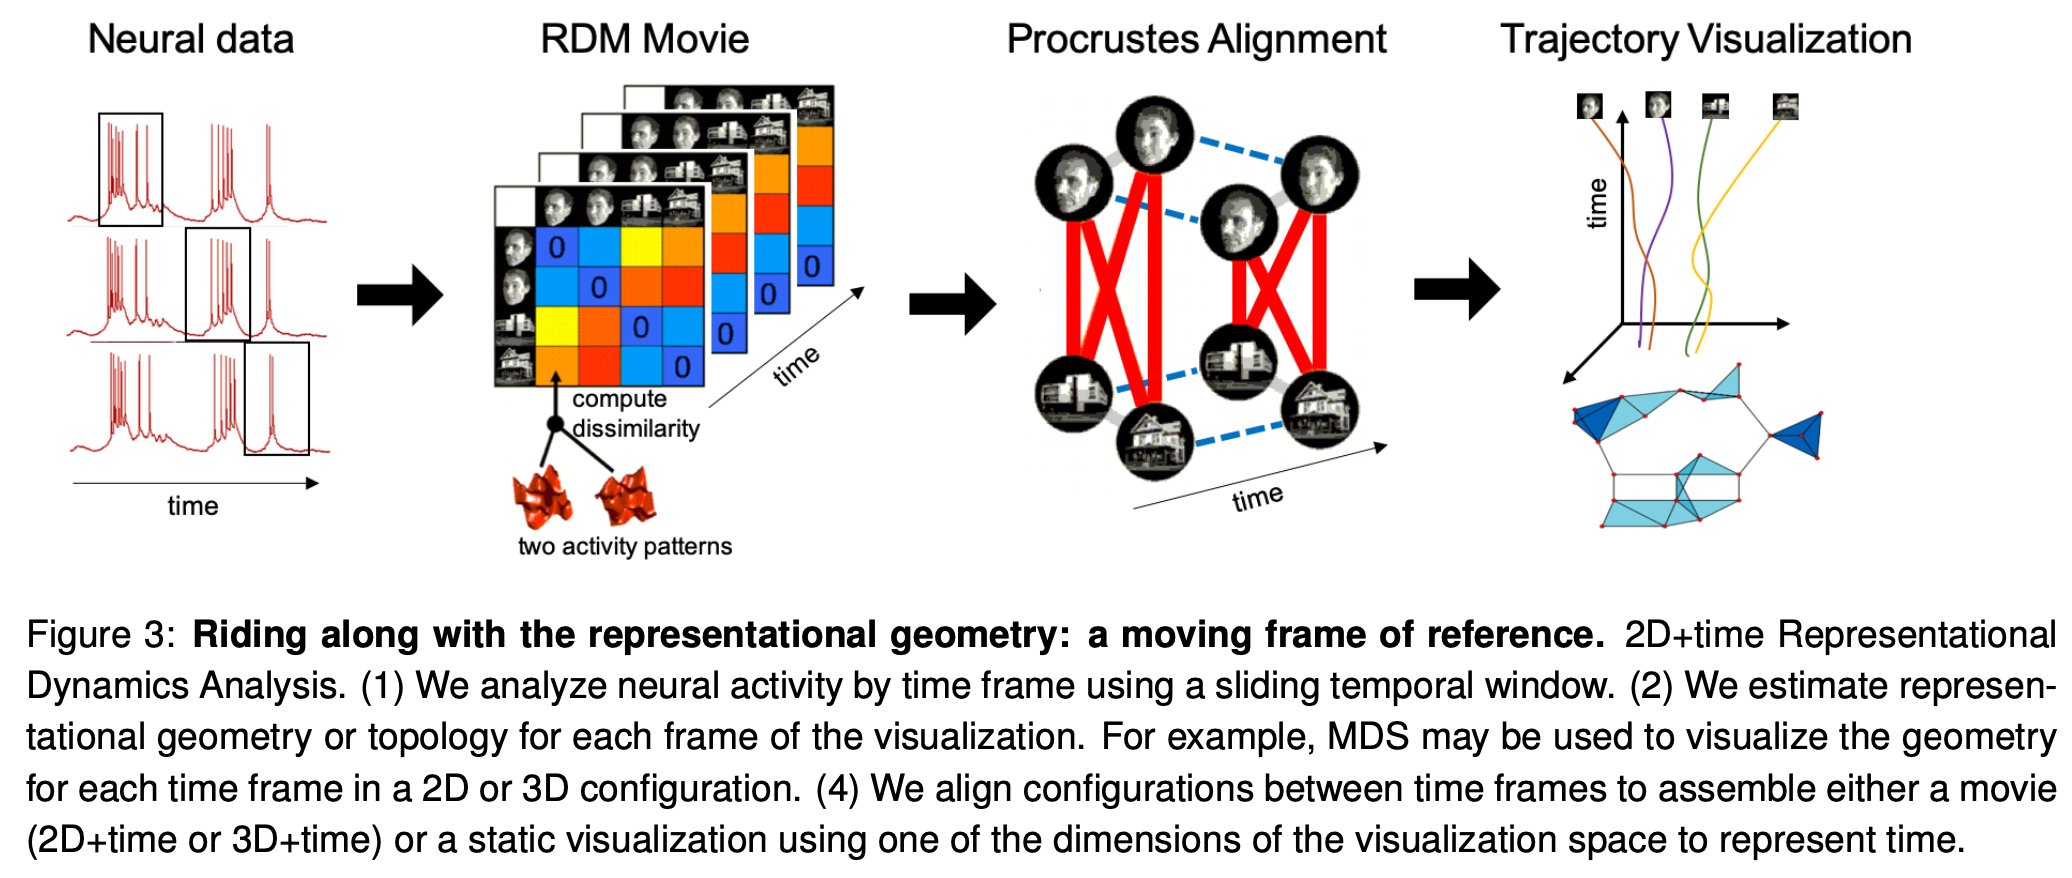 Neural data
RDM Movie
Procrustes Alignment
Trajectory Visualization
time
0
0
0
0
0
0
0
compute
dissimilarity
two activity patterns
time
time
time
Figure 3: Riding along with the representational geometry: a moving frame of reference. 2D+time Representational
Dynamics Analysis. (1) We analyze neural activity by time frame using a sliding temporal window. (2) We estimate represen-
tational geometry or topology for each frame of the visualization. For example, MDS may be used to visualize the geometry
for each time frame in a 2D or 3D configuration. (4) We align configurations between time frames to assemble either a movie
(2D+time or 3D+time) or a static visualization using one of the dimensions of the visualization space to represent time.